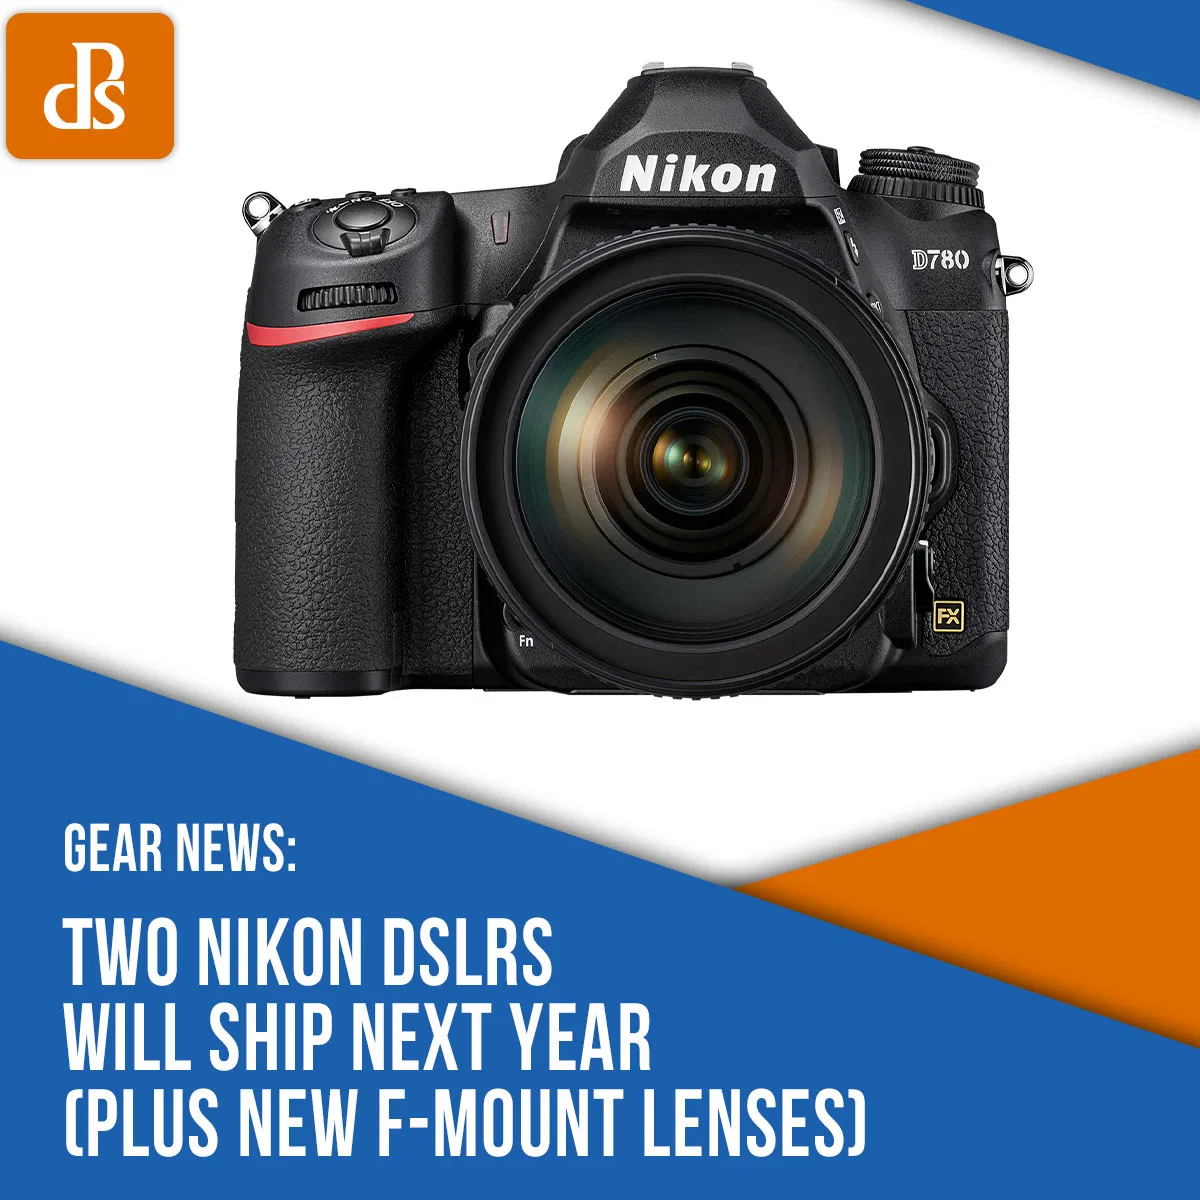 dPS
Nikon
D780
Fn
FX
GEAR NEWS:
TWO NIKON DSLRS
WILL SHIP NEXT YEAR
(PLUS NEW F-MOUNT LENSES)